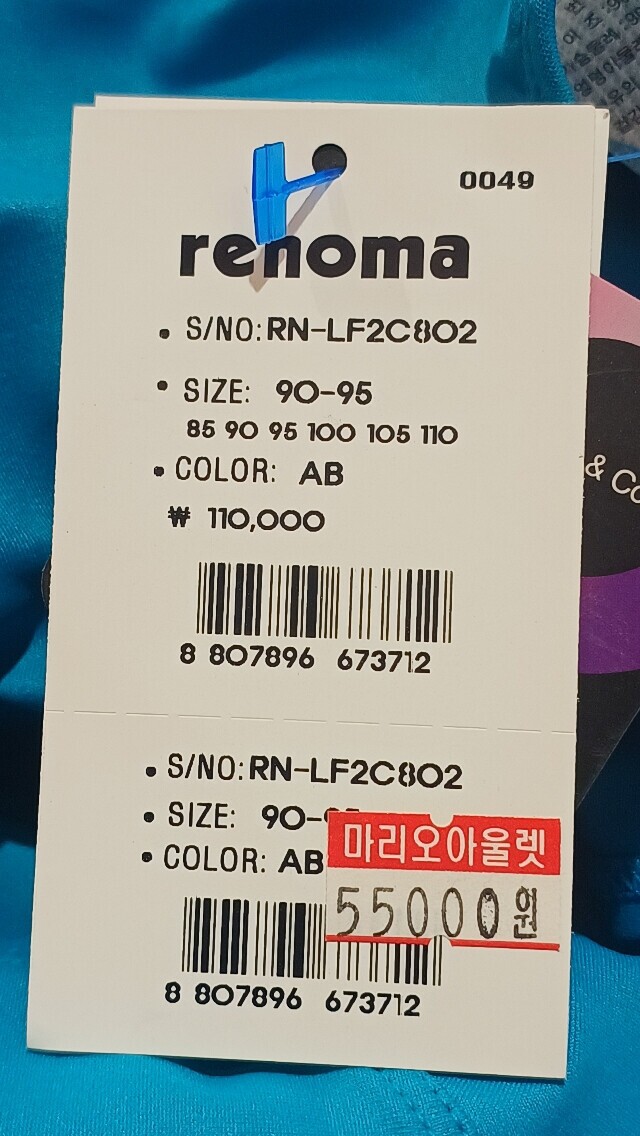 0049
renoma
• S/NO: RN-LF2C802
• SIZE: 90-95
85 90 95 100 105 110
• COLOR: AB
₩ 110,000
8 807896 673712
• S/NO: RN-LF2C802
• SIZE: 90-
• COLOR: AB
마리오아울렛
55000원
8 807896 673712
&